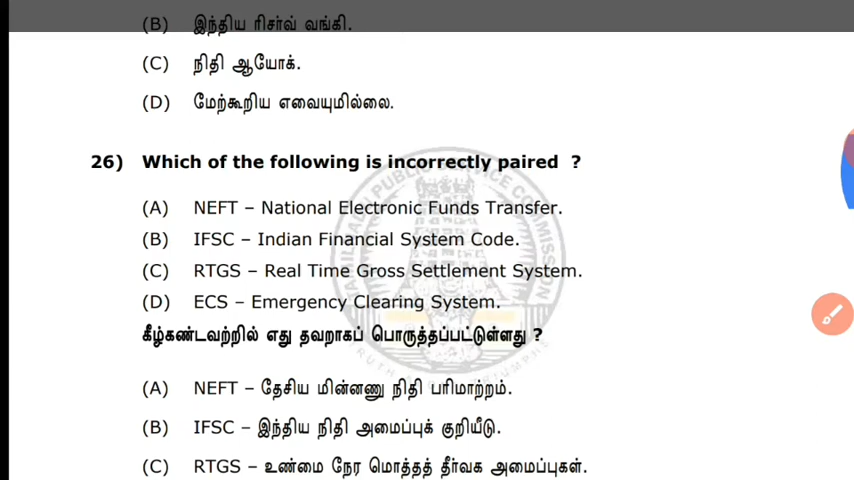 (B) இந்திய ரிசர்வ் வங்கி.
(C) நிதி ஆயோக்.
(D) மேற்கூறிய எவையுமில்லை.
26) Which of the following is incorrectly paired ?
(A) NEFT – National Electronic Funds Transfer.
(B) IFSC – Indian Financial System Code.
(C) RTGS – Real Time Gross Settlement System.
(D) ECS – Emergency Clearing System.
கீழ்கண்டவற்றில் எது தவறாகப் பொருத்தப்பட்டுள்ளது ?
(A) NEFT – தேசிய மின்னணு நிதி பரிமாற்றம்.
(B) IFSC – இந்திய நிதி அமைப்புக் குறியீடு.
(C) RTGS – உண்மை நேர மொத்தத் தீர்வக அமைப்புகள்.